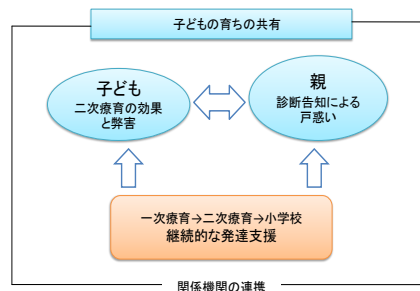 子どもの育ちの共有
子ども
二次療育の効果
と弊害
親
診断告知による
戸惑い
一次療育→二次療育→小学校
継続的な発達支援
関係機関の連携